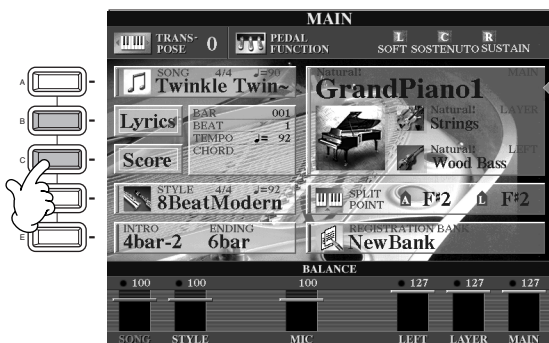 MAIN
TRANS-
POSE 0
PEDAL
FUNCTION
L C R
SOFT SOSTENUTO SUSTAIN
A
B
C
E
SONG 4/4 ♩=90
Twinkle Twin~
Lyrics
Score
BAR 001
BEAT 1
TEMPO ♩= 92
CHORD
STYLE 4/4 ♩=92
8BeatModern
INTRO ENDING
4bar-2 6bar
Natural! MAIN
GrandPiano1
Natural! LAYER
Strings
Natural! LEFT
Wood Bass
SPLIT
POINT A F♯2 L F♯2
REGISTRATION BANK
NewBank
BALANCE
100 100 100 127 127 127
SONG STYLE MIC LEFT LAYER MAIN